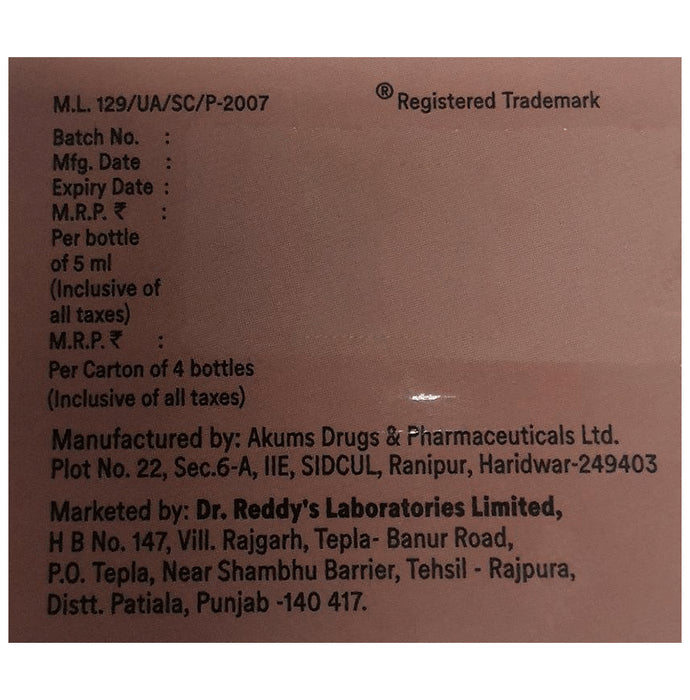 M.L. 129/UA/SC/P-2007
® Registered Trademark
Batch No. :
Mfg. Date :
Expiry Date :
M.R.P. ₹ :
Per bottle
of 5 ml
(Inclusive of
all taxes)
M.R.P. ₹ :
Per Carton of 4 bottles
(Inclusive of all taxes)
Manufactured by: Akums Drugs & Pharmaceuticals Ltd.
Plot No. 22, Sec.6-A, IIE, SIDCUL, Ranipur, Haridwar-249403
Marketed by: Dr. Reddy's Laboratories Limited,
H B No. 147, Vill. Rajgarh, Tepla- Banur Road,
P.O. Tepla, Near Shambhu Barrier, Tehsil - Rajpura,
Distt. Patiala, Punjab -140 417.